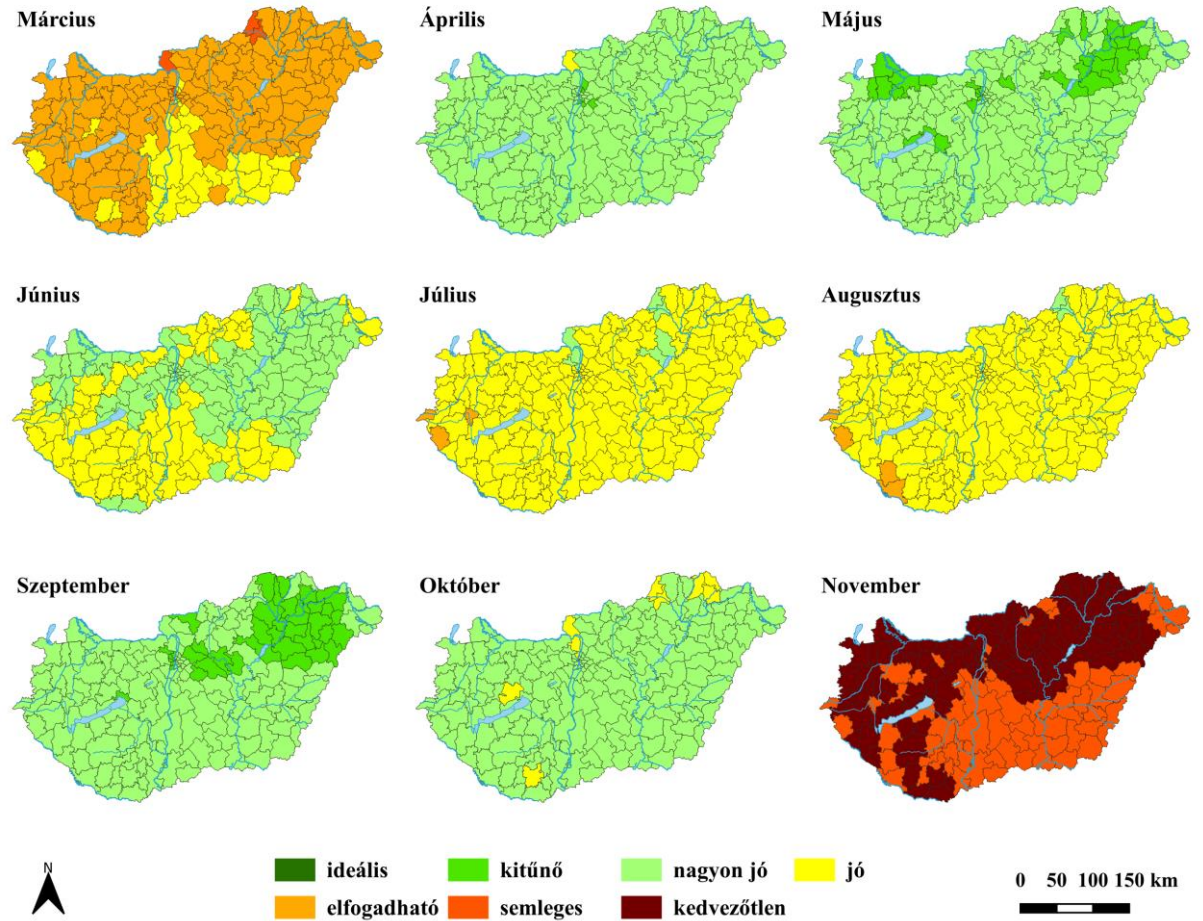 Március
Április
Május
Június
Július
Augusztus
Szeptember
Október
November
N
ideális
kitűnő
nagyon jó
jó
elfogadható
semleges
kedvezőtlen
0 50 100 150 km